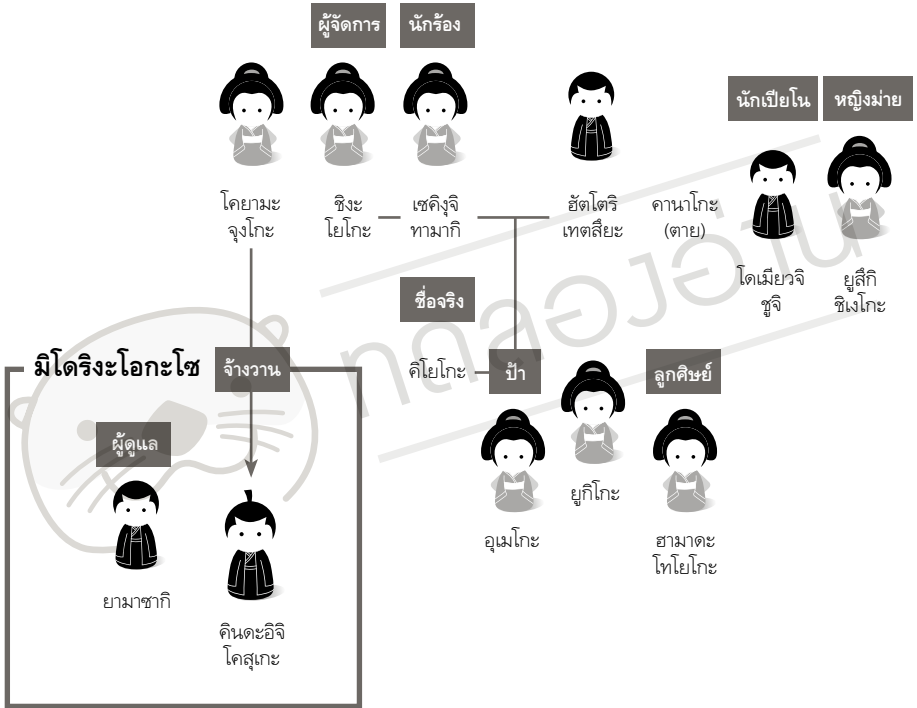 ผู้จัดการ
นักร้อง
นักเปียโน
หญิงม่าย
โคยามะ
จุงโกะ
ชิงะ
โยโกะ
เซคิงุจิ
ทามากิ
ฮัตโตริ
เทตสึยะ
คานาโกะ
(ตาย)
โดเมียวจิ
ชูจิ
ยูสึกิ
ชิเงโกะ
ชื่อจริง
มิโดริงะโอกะโซ
จ้างวาน
คิโยโกะ
ป้า
ลูกศิษย์
ผู้ดูแล
ยูกิโกะ
อุเมโกะ
ฮามาดะ
โทโยโกะ
ยามาซากิ
คินดะอิจิ
โคสุเกะ
ทดลองอ่าน